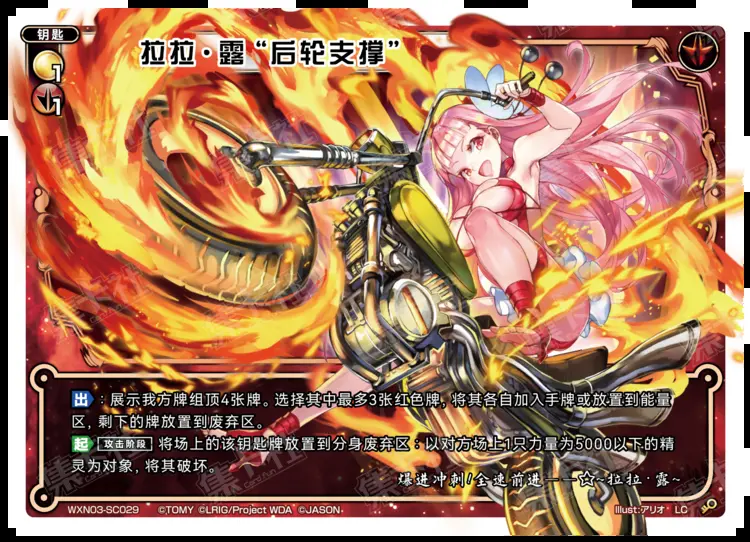 钥匙
拉拉·露“后轮支撑”
1
1
出：展示我方牌组顶4张牌。选择其中最多3张红色牌，将其各自加入手牌或放置到能量
区，剩下的牌放置到废弃区。
起 攻击阶段 将场上的该钥匙牌放置到分身废弃区：以对方场上1只力量为5000以下的精
灵为对象，将其破坏。
爆进冲刺!全速前进——☆~拉拉·露~
WXN03-SC029 ©TOMY ©LRIG/Project WDA ©JASON. Illust:アリオ LC